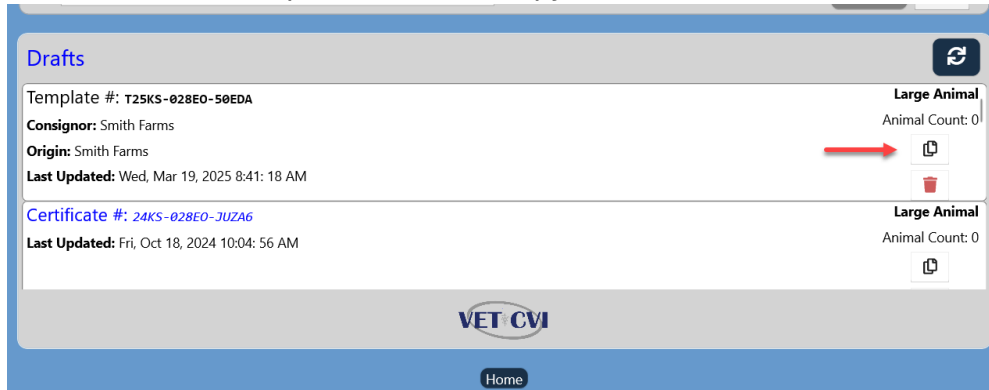 Drafts
Template #: T25KS-028EO-50EDA
Large Animal
Consignor: Smith Farms
Animal Count: 0
Origin: Smith Farms
Last Updated: Wed, Mar 19, 2025 8:41: 18 AM
Certificate #: 24KS-028EO-JUZA6
Large Animal
Last Updated: Fri, Oct 18, 2024 10:04: 56 AM
Animal Count: 0
VET CVI
Home